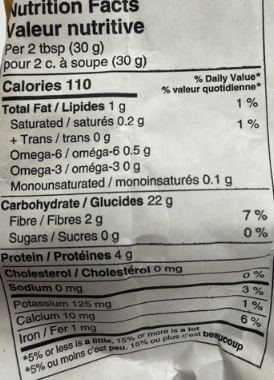 Nutrition Facts
Valeur nutritive
Per 2 tbsp (30 g)
pour 2 c. à soupe (30 g)
Calories 110
% Daily Value*
% valeur quotidienne*
Total Fat / Lipides 1 g 1 %
Saturated / saturés 0.2 g 1 %
+ Trans / trans 0 g
Omega-6 / oméga-6 0.5 g
Omega-3 / oméga-3 0 g
Monounsaturated / monoinsaturés 0.1 g
Carbohydrate / Glucides 22 g
Fibre / Fibres 2 g 7 %
Sugars / Sucres 0 g 0 %
Protein / Protéines 4 g
Cholesterol / Cholestérol 0 mg
Sodium 0 mg 0 %
Potassium 125 mg 3 %
Calcium 10 mg 1 %
Iron / Fer 1 mg 6 %
*5% or less is a little, 15% or more is a lot
*5% ou moins c'est peu, 15% ou plus c'est beaucoup